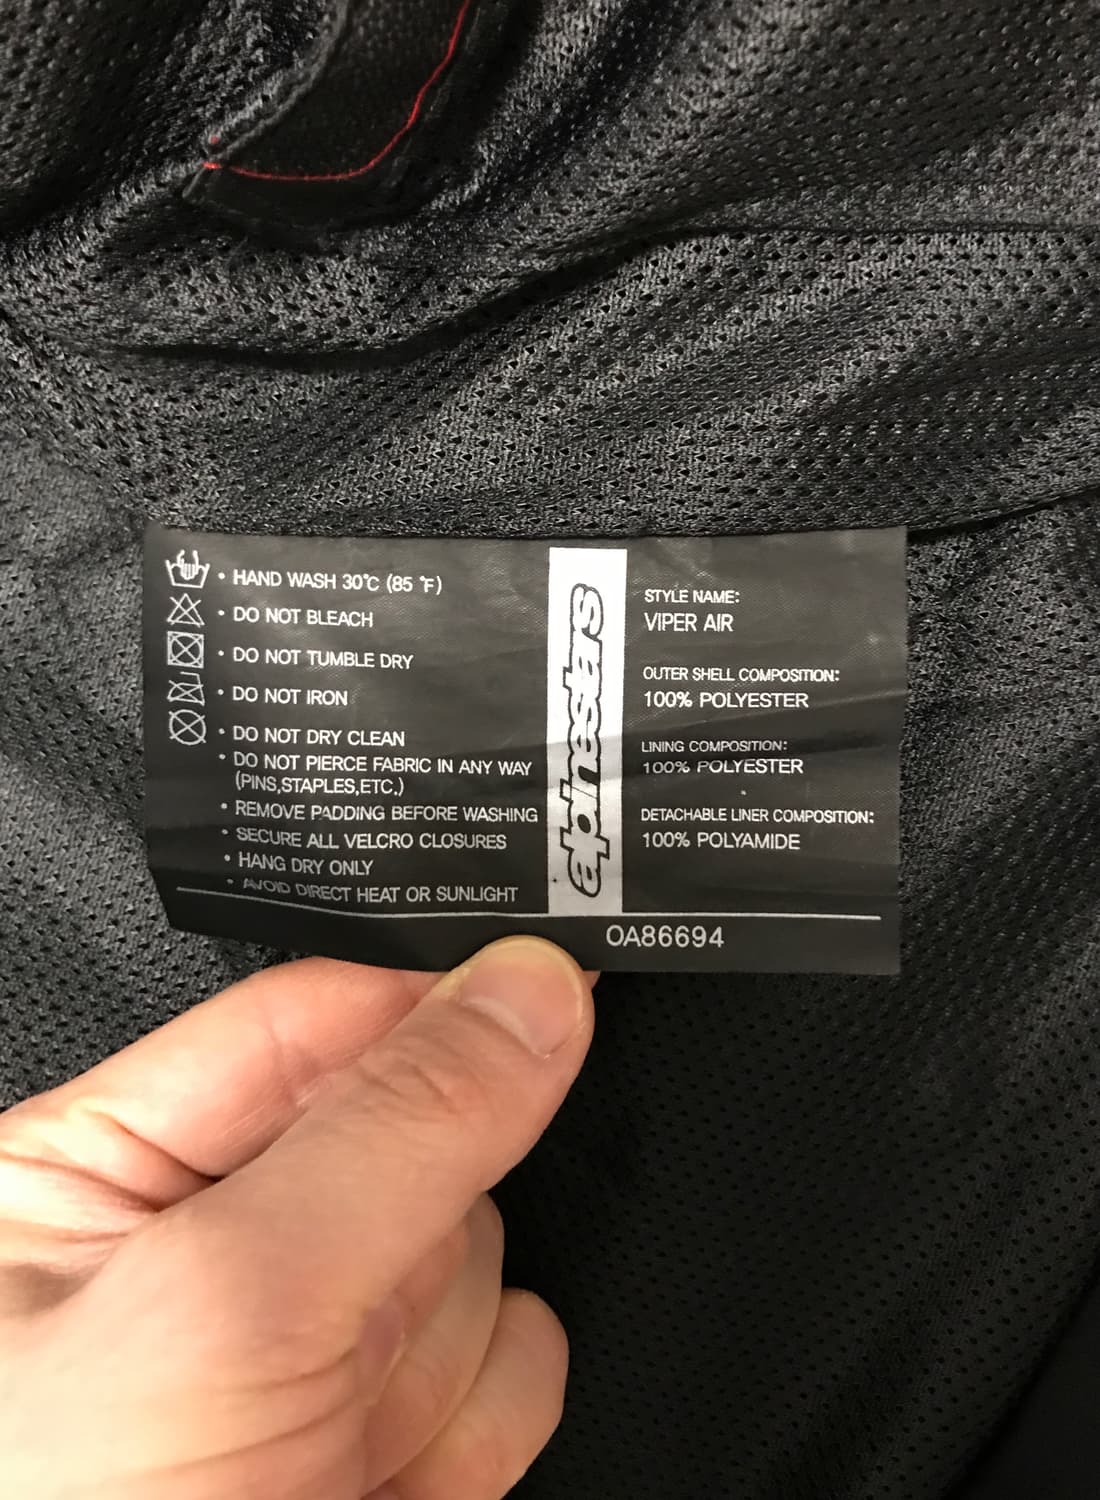 • HAND WASH 30℃ (85 ℉)
• DO NOT BLEACH
• DO NOT TUMBLE DRY
• DO NOT IRON
• DO NOT DRY CLEAN
• DO NOT PIERCE FABRIC IN ANY WAY
(PINS,STAPLES,ETC.)
• REMOVE PADDING BEFORE WASHING
• SECURE ALL VELCRO CLOSURES
• HANG DRY ONLY
• AVOID DIRECT HEAT OR SUNLIGHT
alpinestars
STYLE NAME:
VIPER AIR
OUTER SHELL COMPOSITION:
100% POLYESTER
LINING COMPOSITION:
100% POLYESTER
DETACHABLE LINER COMPOSITION:
100% POLYAMIDE
OA86694